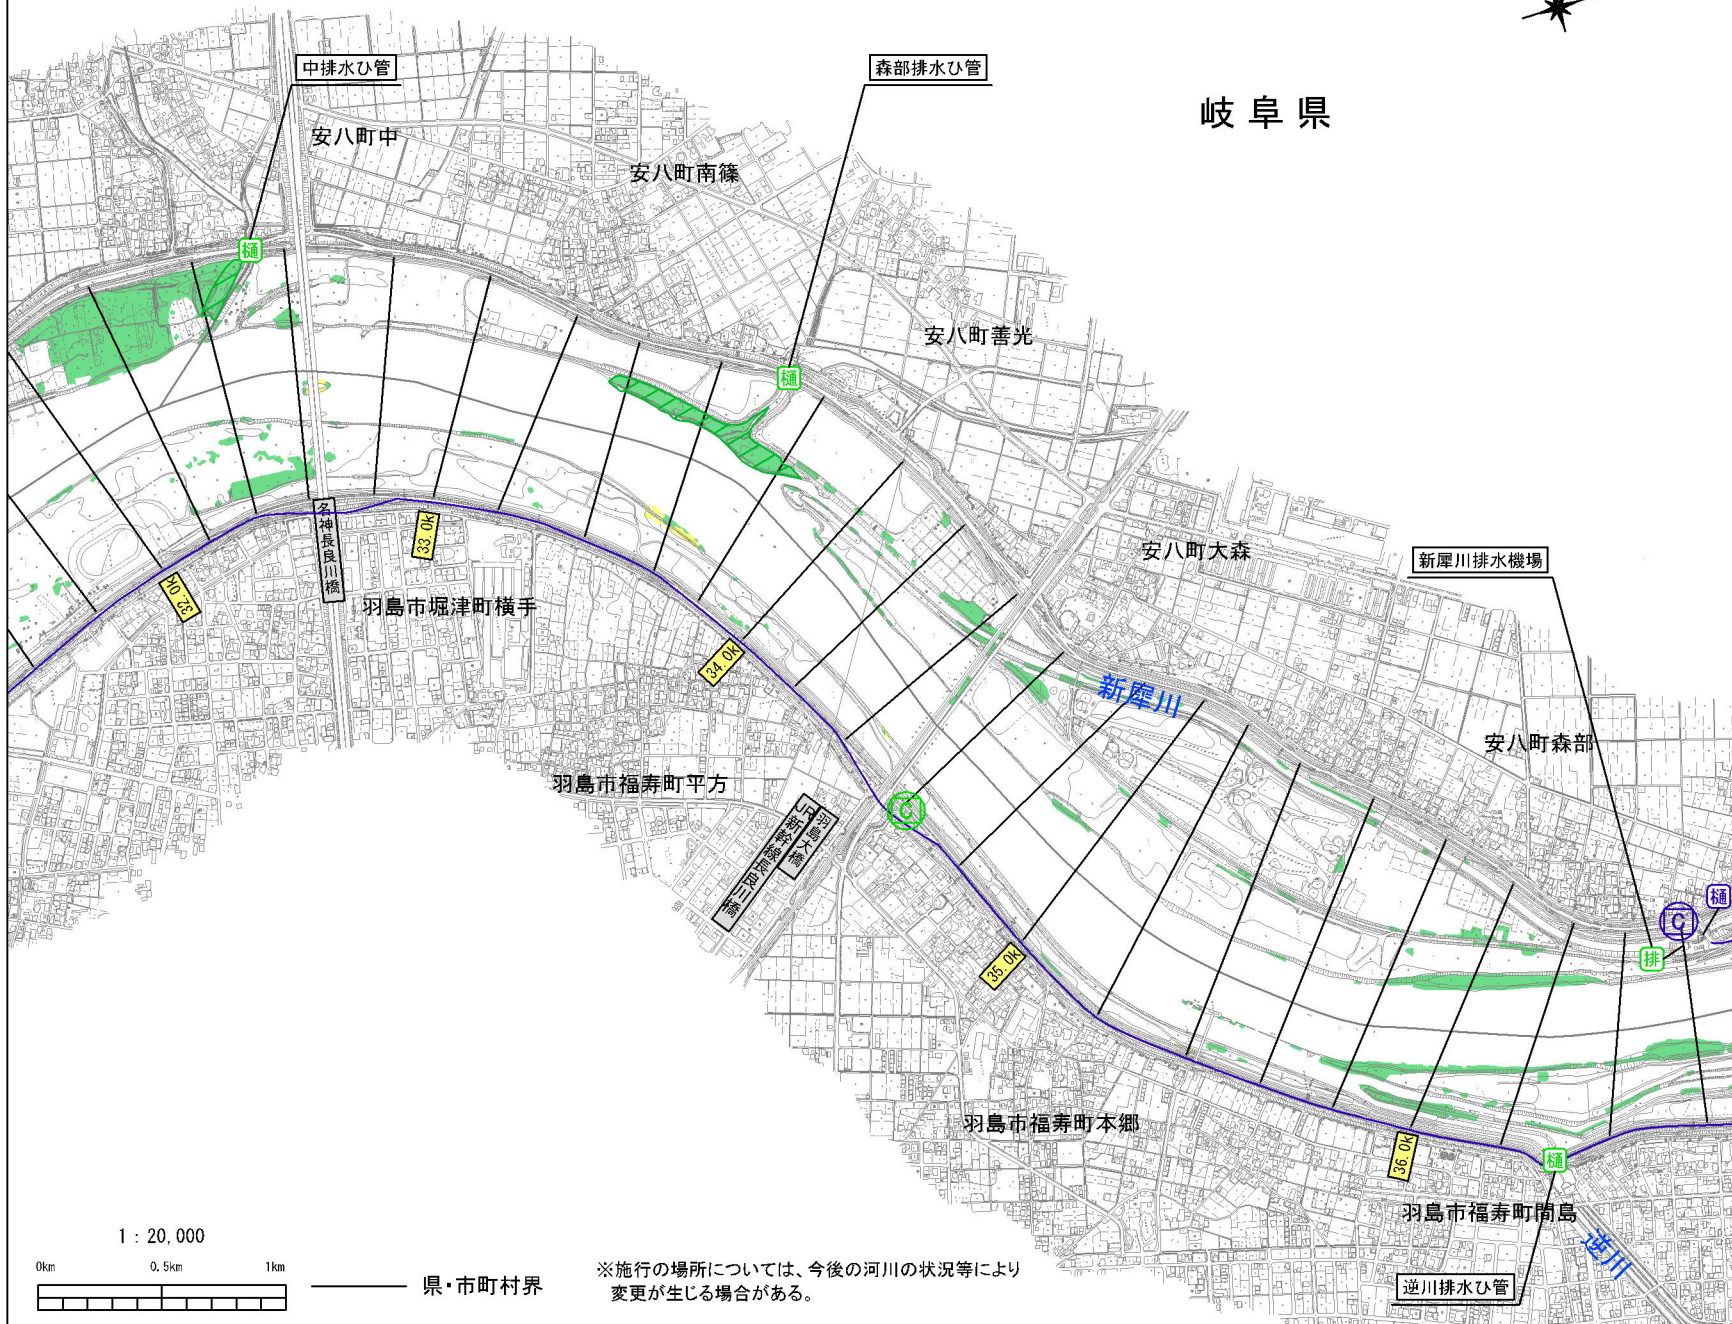 中排水ひ管
森部排水ひ管
岐阜県
安八町中
安八町南篠
樋
安八町善光
樋
名神長良川橋
33.0k
安八町大森
新犀川排水機場
32.0k
羽島市堀津町横手
34.0k
新犀川
安八町森部
羽島市福寿町平方
C
羽島大橋
JR新幹線長良川橋
樋
C
排
35.0k
羽島市福寿町本郷
36.0k
樋
羽島市福寿町間島
逆川
逆川排水ひ管
1:20,000
0km 0.5km 1km
県・市町村界
※施行の場所については、今後の河川の状況等により
変更が生じる場合がある。